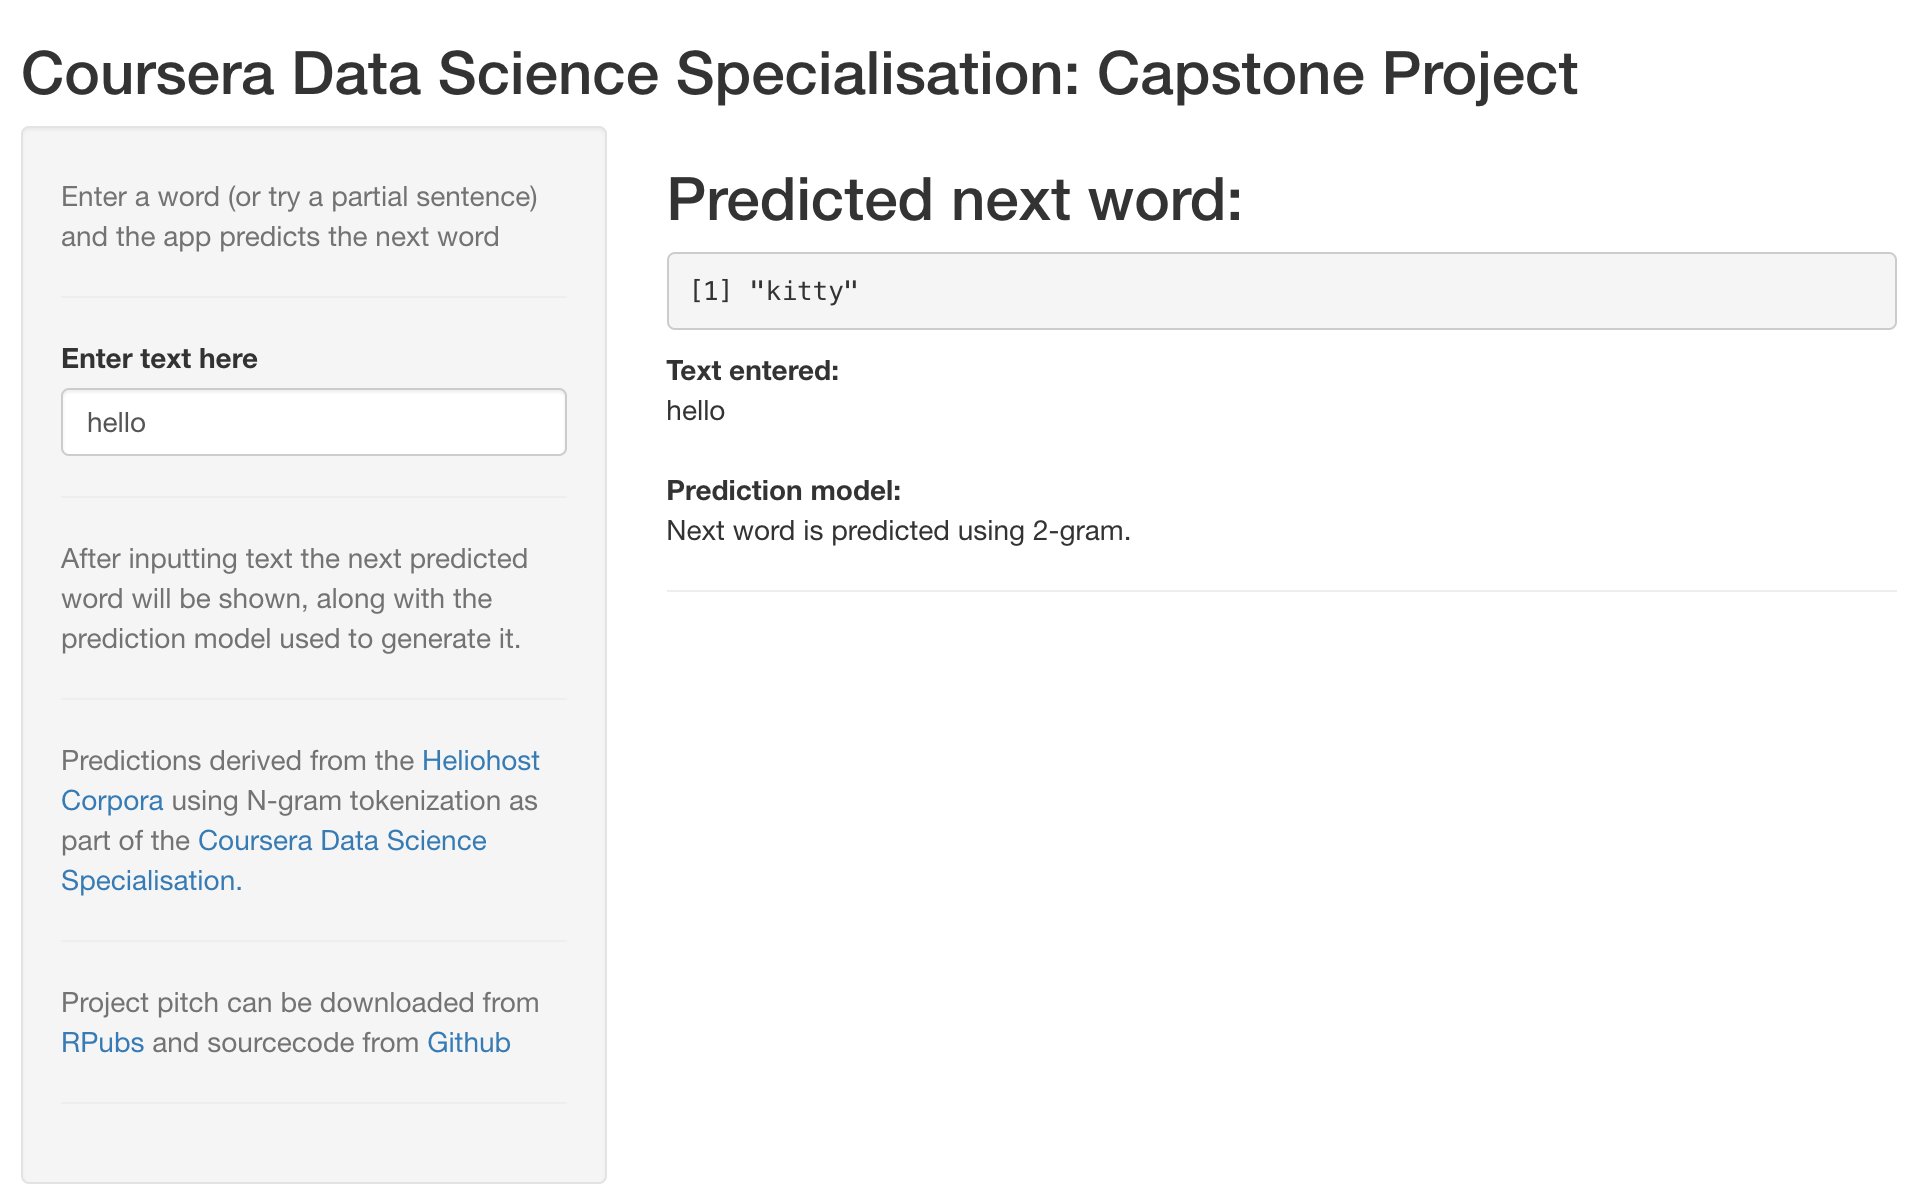 Coursera Data Science Specialisation: Capstone Project
Enter a word (or try a partial sentence)
and the app predicts the next word
Enter text here
hello
After inputting text the next predicted
word will be shown, along with the
prediction model used to generate it.
Predictions derived from the Heliohost
Corpora using N-gram tokenization as
part of the Coursera Data Science
Specialisation.
Project pitch can be downloaded from
RPubs and sourcecode from Github
Predicted next word:
[1] "kitty"
Text entered:
hello
Prediction model:
Next word is predicted using 2-gram.